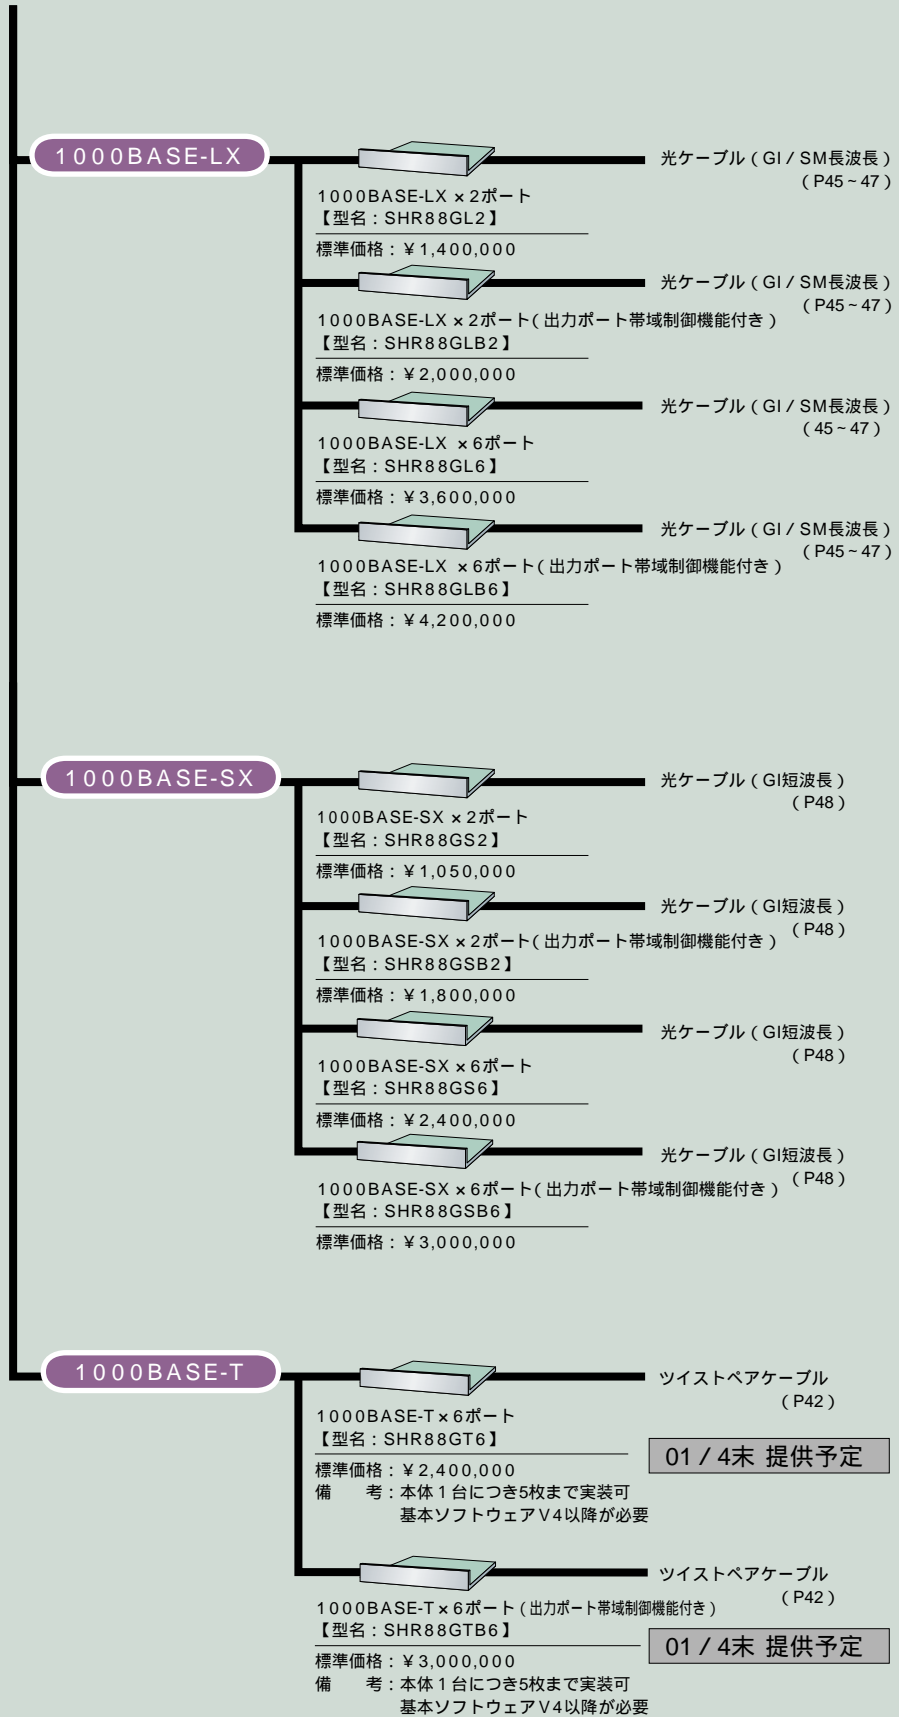 1000BASE-LX
光ケーブル（GI／SM長波長）
（P45～47）
1000BASE-LX×2ポート
【型名：SHR88GL2】
標準価格：￥1,400,000
光ケーブル（GI／SM長波長）
（P45～47）
1000BASE-LX×2ポート（出力ポート帯域制御機能付き）
【型名：SHR88GLB2】
標準価格：￥2,000,000
光ケーブル（GI／SM長波長）
（45～47）
1000BASE-LX ×6ポート
【型名：SHR88GL6】
標準価格：￥3,600,000
光ケーブル（GI／SM長波長）
（P45～47）
1000BASE-LX ×6ポート（出力ポート帯域制御機能付き）
【型名：SHR88GLB6】
標準価格：￥4,200,000
1000BASE-SX
光ケーブル（GI短波長）
（P48）
1000BASE-SX×2ポート
【型名：SHR88GS2】
標準価格：￥1,050,000
光ケーブル（GI短波長）
（P48）
1000BASE-SX×2ポート（出力ポート帯域制御機能付き）
【型名：SHR88GSB2】
標準価格：￥1,800,000
光ケーブル（GI短波長）
（P48）
1000BASE-SX×6ポート
【型名：SHR88GS6】
標準価格：￥2,400,000
光ケーブル（GI短波長）
（P48）
1000BASE-SX×6ポート（出力ポート帯域制御機能付き）
【型名：SHR88GSB6】
標準価格：￥3,000,000
1000BASE-T
ツイストペアケーブル
（P42）
1000BASE-T×6ポート
【型名：SHR88GT6】
01／4末 提供予定
標準価格：￥2,400,000
備　　考：本体1台につき5枚まで実装可
基本ソフトウェアV4以降が必要
ツイストペアケーブル
（P42）
1000BASE-T×6ポート（出力ポート帯域制御機能付き）
【型名：SHR88GTB6】
01／4末 提供予定
標準価格：￥3,000,000
備　　考：本体1台につき5枚まで実装可
基本ソフトウェアV4以降が必要